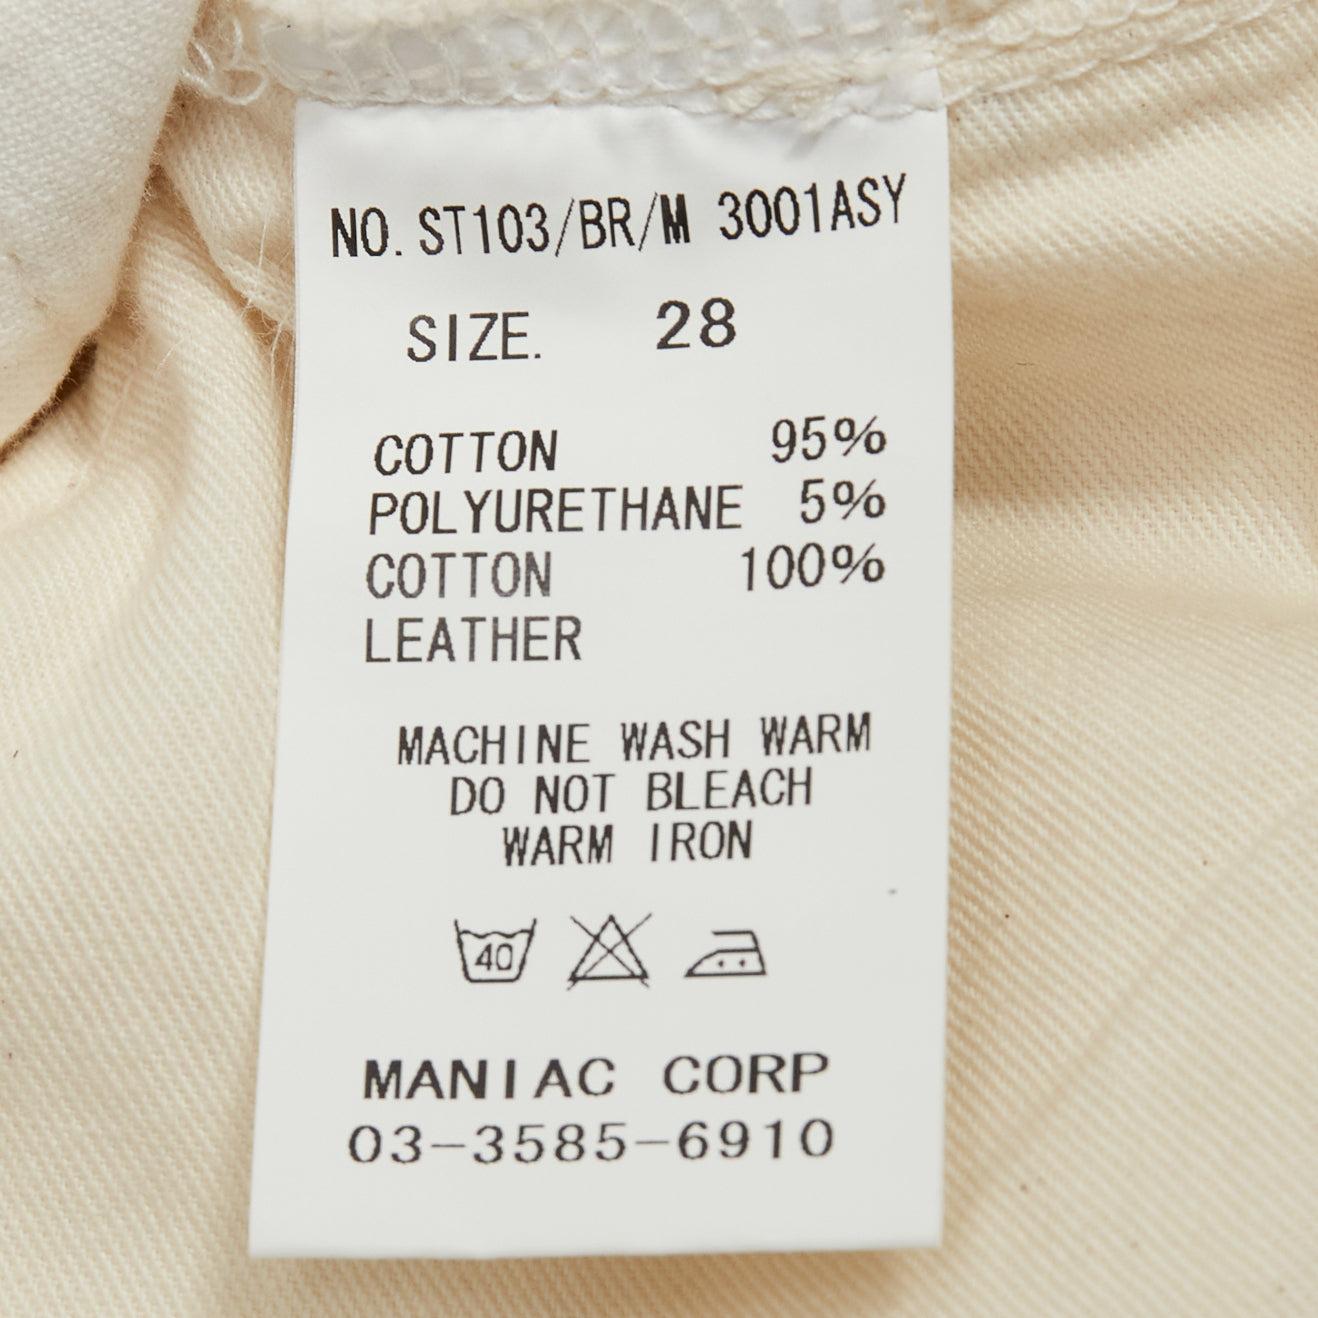 NO. ST103/BR/M 3001ASY
SIZE. 28
COTTON 95%
POLYURETHANE 5%
COTTON 100%
LEATHER
MACHINE WASH WARM
DO NOT BLEACH
WARM IRON
40
MANIAC CORP
03-3585-6910